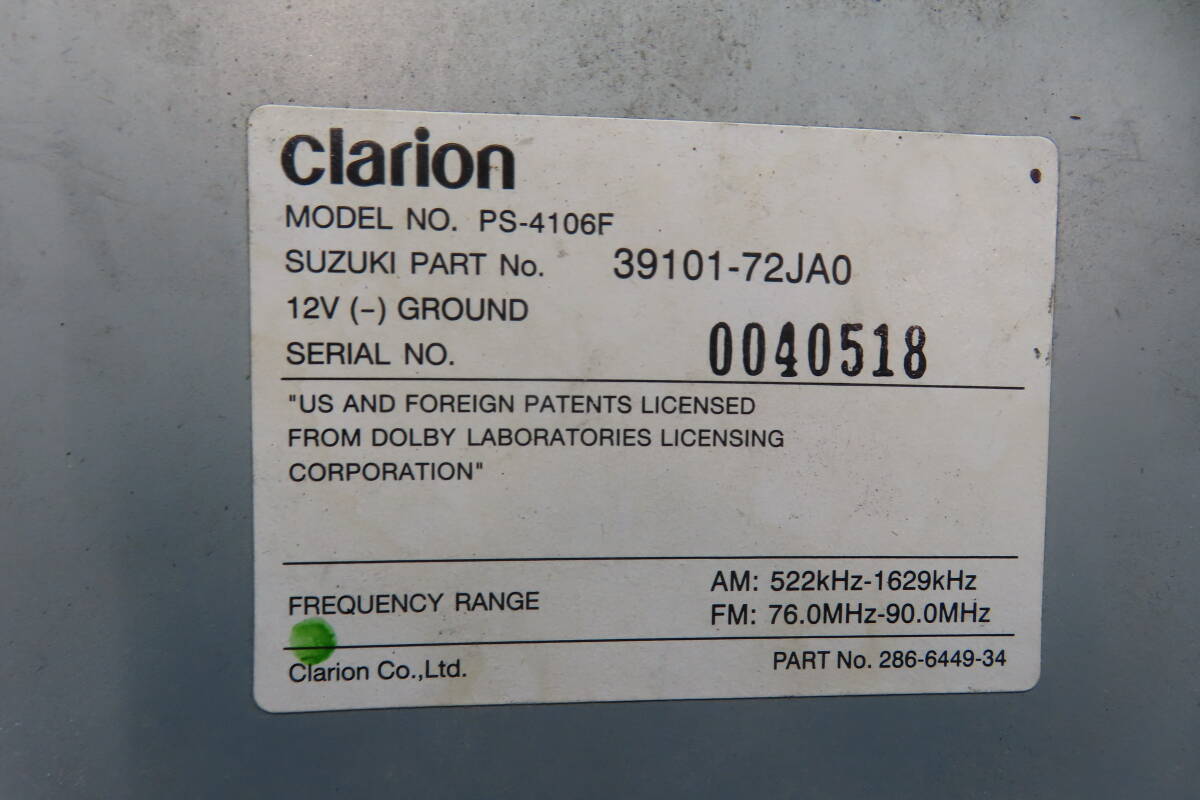 clarion
MODEL NO. PS-4106F
SUZUKI PART No. 39101-72JA0
12V (-) GROUND
SERIAL NO. 0040518
"US AND FOREIGN PATENTS LICENSED
FROM DOLBY LABORATORIES LICENSING
CORPORATION"
FREQUENCY RANGE
AM: 522kHz-1629kHz
FM: 76.0MHz-90.0MHz
Clarion Co.,Ltd. PART No. 286-6449-34